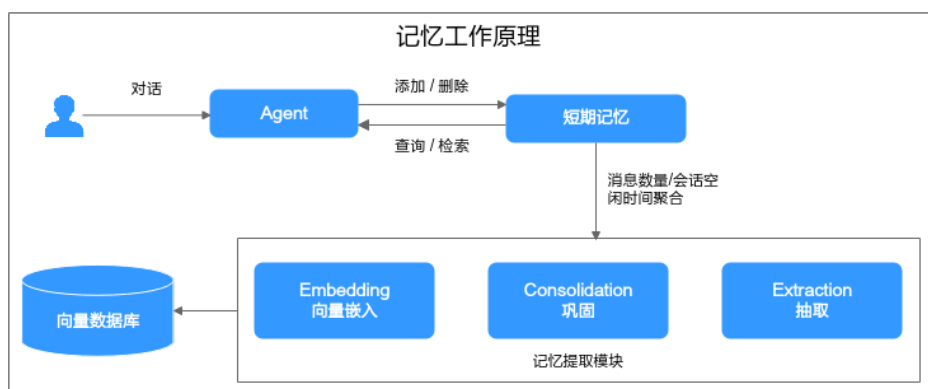 记忆工作原理
对话
Agent
添加 / 删除
查询 / 检索
短期记忆
消息数量/会话空
闲时间聚合
向量数据库
Embedding
向量嵌入
Consolidation
巩固
Extraction
抽取
记忆提取模块